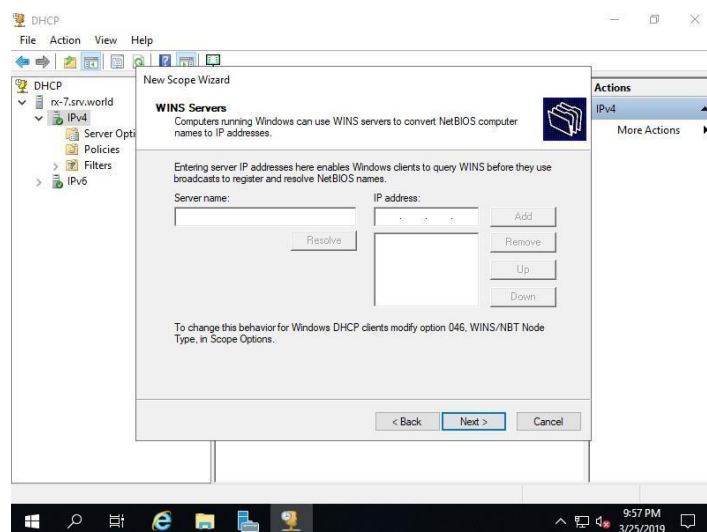 DHCP
File Action View Help
DHCP
rx-7.srv.world
IPv4
Server Opti
Policies
Filters
IPv6
New Scope Wizard
WINS Servers
Computers running Windows can use WINS servers to convert NetBIOS computer
names to IP addresses.
Entering server IP addresses here enables Windows clients to query WINS before they use
broadcasts to register and resolve NetBIOS names.
Server name:
IP address:
Add
Resolve
Remove
Up
Down
To change this behavior for Windows DHCP clients modify option 046, WINS/NBT Node
Type, in Scope Options.
< Back
Next >
Cancel
Actions
IPv4
More Actions
9:57 PM
3/25/2019